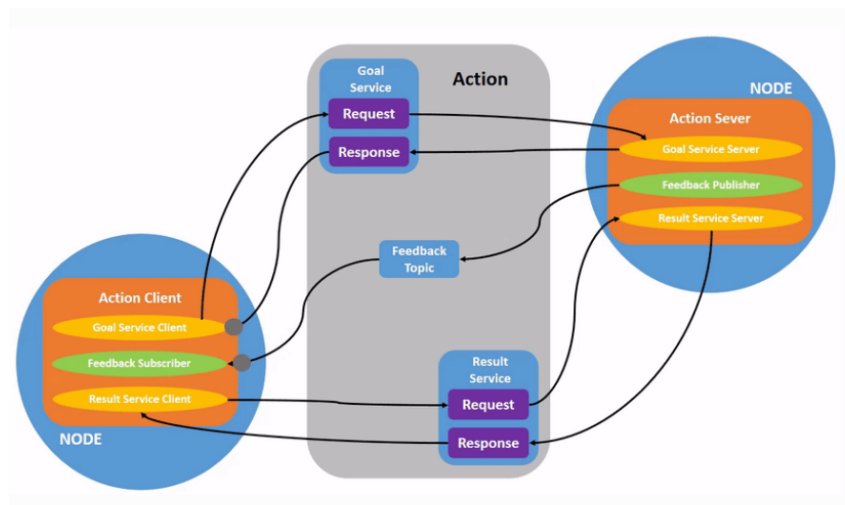 Goal
Service
Request
Response
Action
NODE
Action Sever
Goal Service Server
Feedback Publisher
Result Service Server
Feedback
Topic
Action Client
Goal Service Client
Feedback Subscriber
Result Service Client
NODE
Result
Service
Request
Response